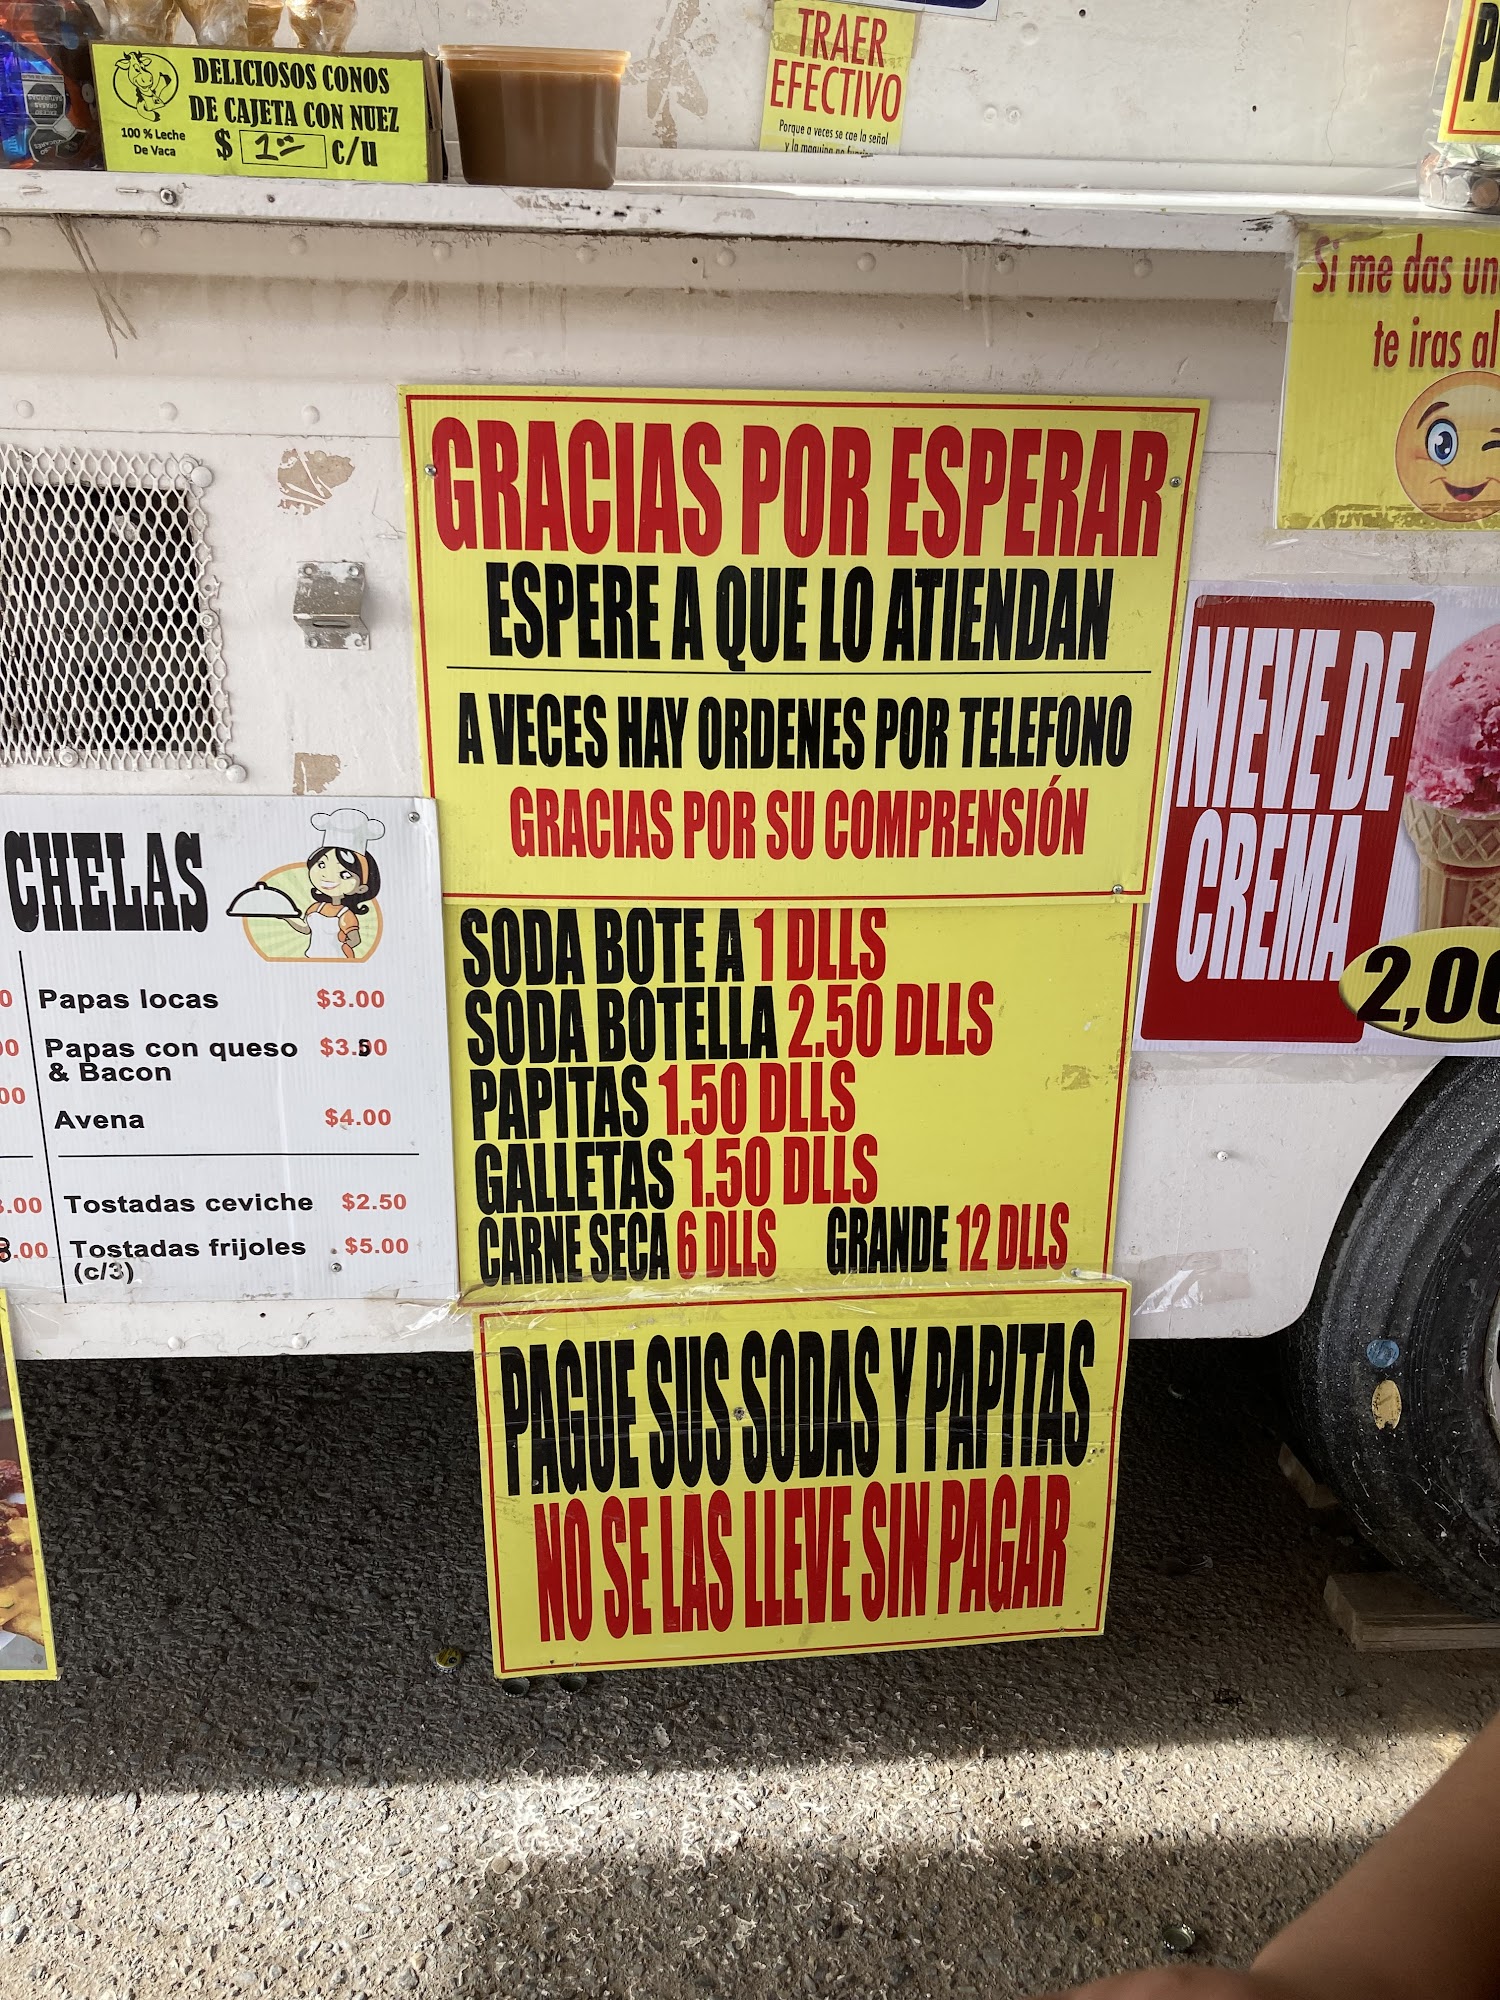 DELICIOSOS CONOS
DE CAJETA CON NUEZ
100 % Leche
De Vaca
$ 1.00 c/u
TRAER
EFECTIVO
Porque a veces se cae la señal
y la maquina no
Si me das un
te iras al
GRACIAS POR ESPERAR
ESPERE A QUE LO ATIENDAN
A VECES HAY ORDENES POR TELEFONO
GRACIAS POR SU COMPRENSIÓN
NIEVE DE
CREMA
2,00
CHELAS
Papas locas $3.00
Papas con queso $3.50
& Bacon
Avena $4.00
Tostadas ceviche $2.50
Tostadas frijoles $5.00
(c/3)
SODA BOTE A 1 DLLS
SODA BOTELLA 2.50 DLLS
PAPITAS 1.50 DLLS
GALLETAS 1.50 DLLS
CARNE SECA 6 DLLS GRANDE 12 DLLS
PAGUE SUS SODAS Y PAPITAS
NO SE LAS LLEVE SIN PAGAR